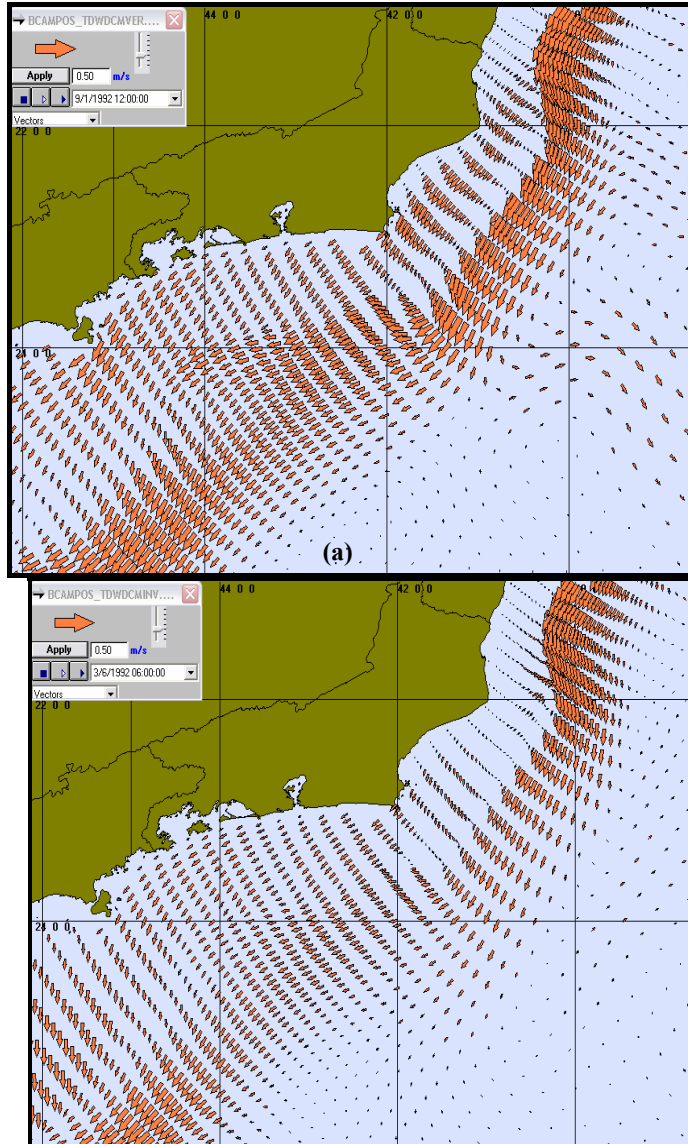 BCAMPOS_TDWDCMVER....
44 0 0
42 0 0
Apply 0.50 m/s
9/1/1992 12:00:00
Vectors
22 0 0
24 0 0
(a)
BCAMPOS_TDWDCMINV....
44 0 0
42 0 0
Apply 0.50 m/s
3/6/1992 06:00:00
Vectors
22 0 0
24 0 0